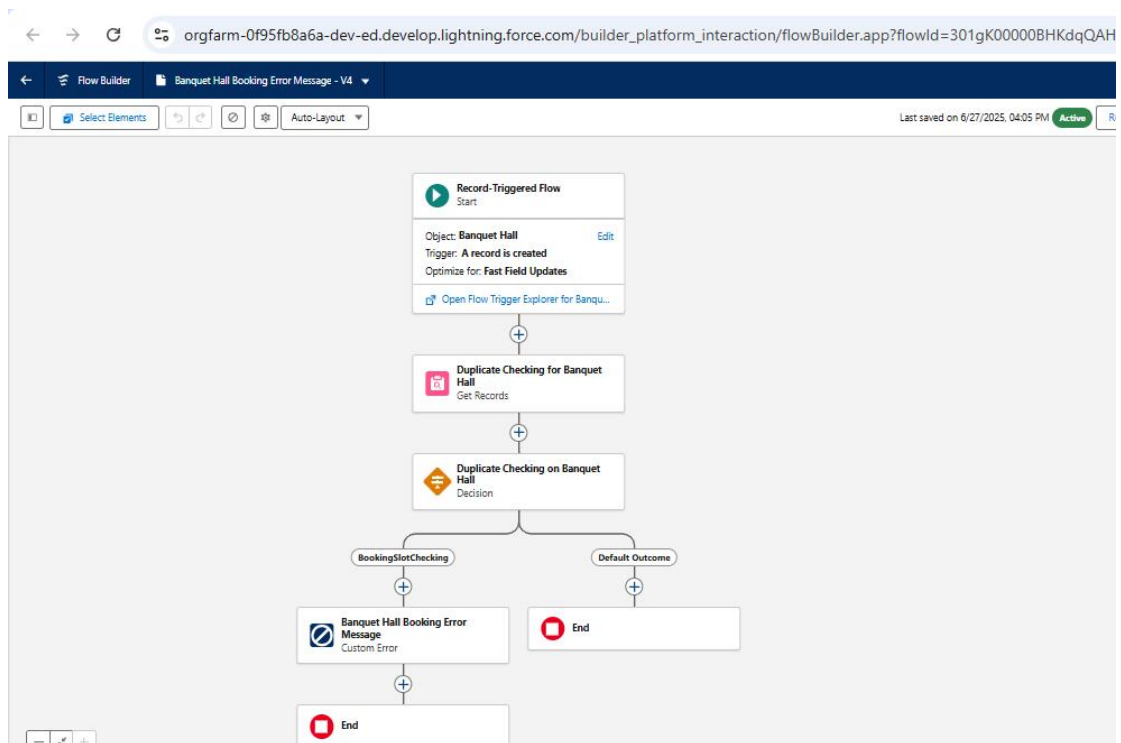 orgfarm-0f95fb8a6a-dev-ed.develop.lightning.force.com/builder_platform_interaction/flowBuilder.app?flowId=301gK00000BHKdqQAH
Flow Builder
Banquet Hall Booking Error Message - V4
Select Elements
Auto-Layout
Last saved on 6/27/2025, 04:05 PM
Active
Record-Triggered Flow
Start
Object: Banquet Hall
Edit
Trigger: A record is created
Optimize for: Fast Field Updates
Open Flow Trigger Explorer for Banqu...
Duplicate Checking for Banquet
Hall
Get Records
Duplicate Checking on Banquet
Hall
Decision
BookingSlotChecking
Default Outcome
Banquet Hall Booking Error
Message
Custom Error
End
End